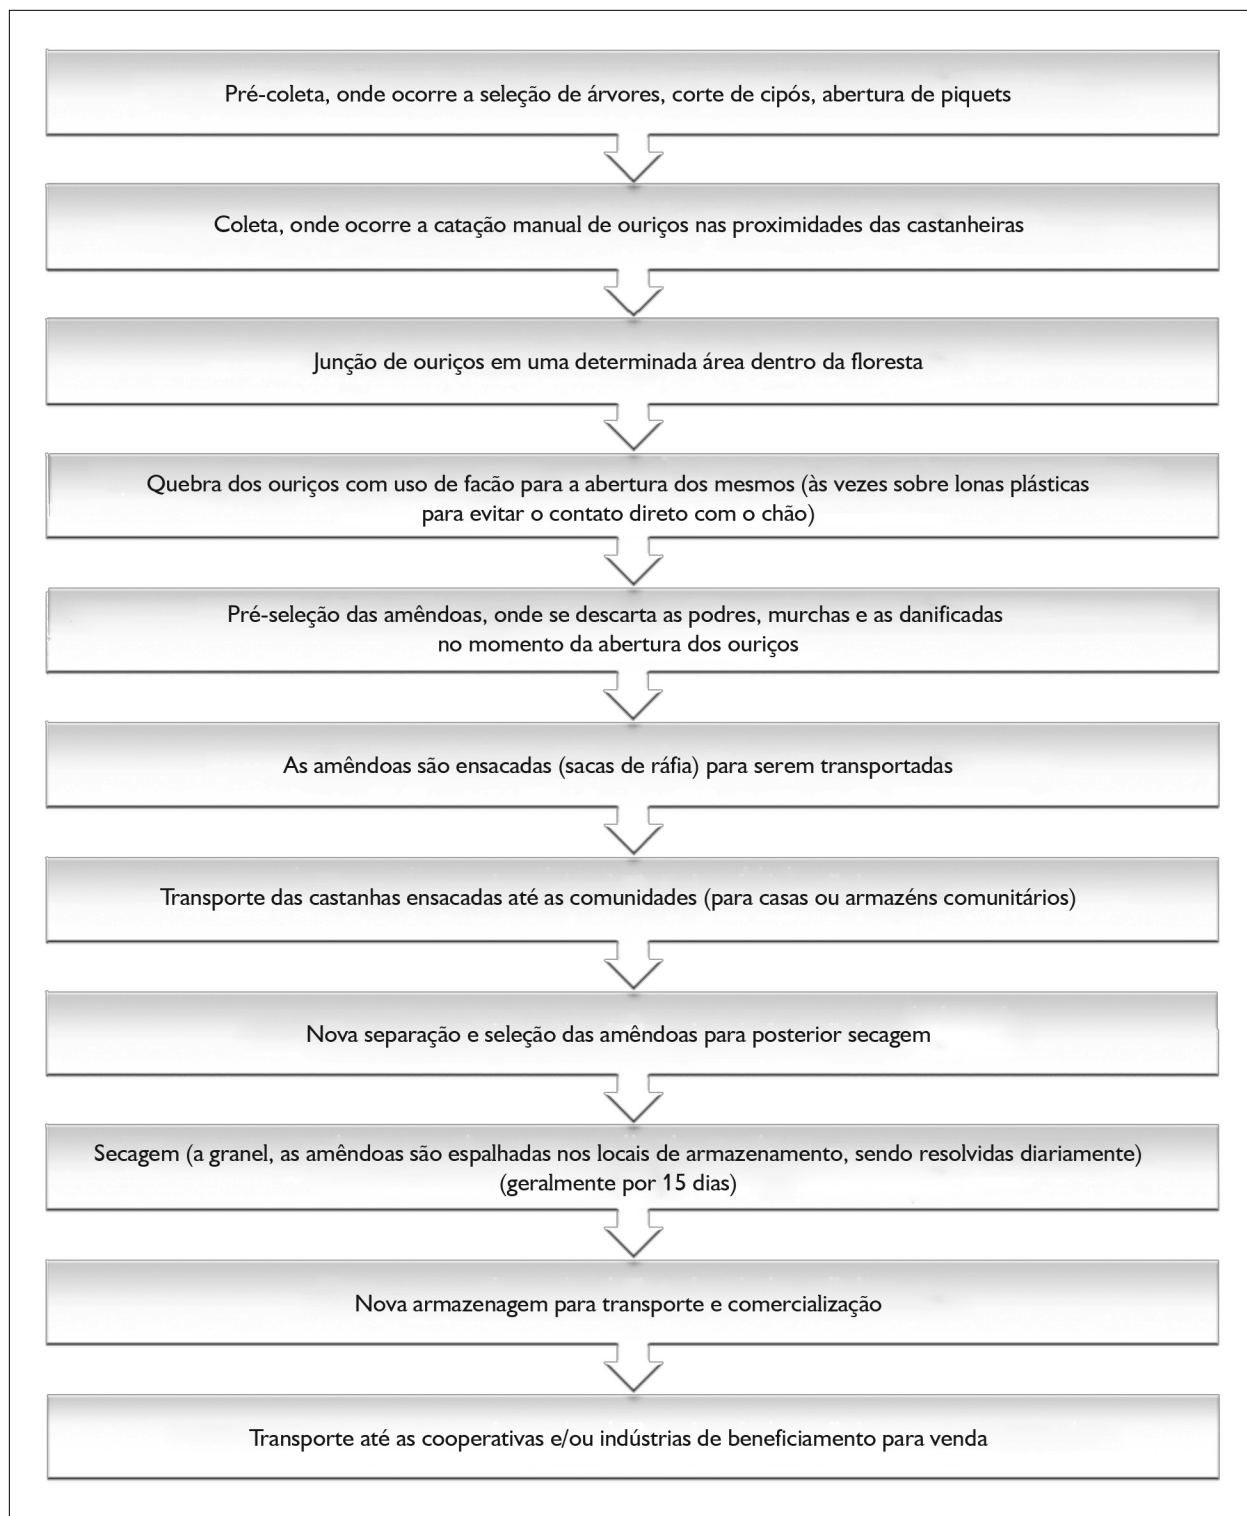 Pré-coleta, onde ocorre a seleção de árvores, corte de cipós, abertura de piquets
Coleta, onde ocorre a catação manual de ouriços nas proximidades das castanheiras
Junção de ouriços em uma determinada área dentro da floresta
Quebra dos ouriços com uso de facão para a abertura dos mesmos (às vezes sobre lonas plásticas
para evitar o contato direto com o chão)
Pré-seleção das amêndoas, onde se descarta as podres, murchas e as danificadas
no momento da abertura dos ouriços
As amêndoas são ensacadas (sacas de ráfia) para serem transportadas
Transporte das castanhas ensacadas até as comunidades (para casas ou armazéns comunitários)
Nova separação e seleção das amêndoas para posterior secagem
Secagem (a granel, as amêndoas são espalhadas nos locais de armazenamento, sendo resolvidas diariamente)
(geralmente por 15 dias)
Nova armazenagem para transporte e comercialização
Transporte até as cooperativas e/ou indústrias de beneficiamento para venda